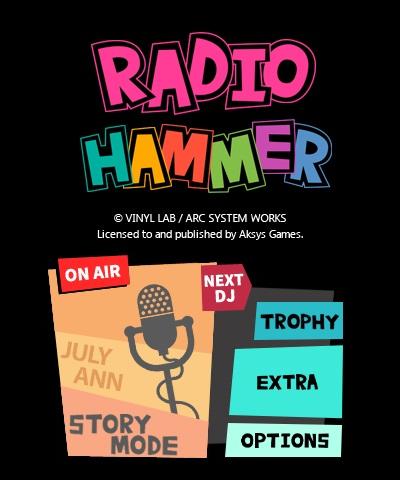 RADIO
HAMMER
© VINYL LAB / ARC SYSTEM WORKS
Licensed to and published by Aksys Games.
ON AIR
NEXT
DJ
JULY
ANN
STORY
MODE
TROPHY
EXTRA
OPTIONS